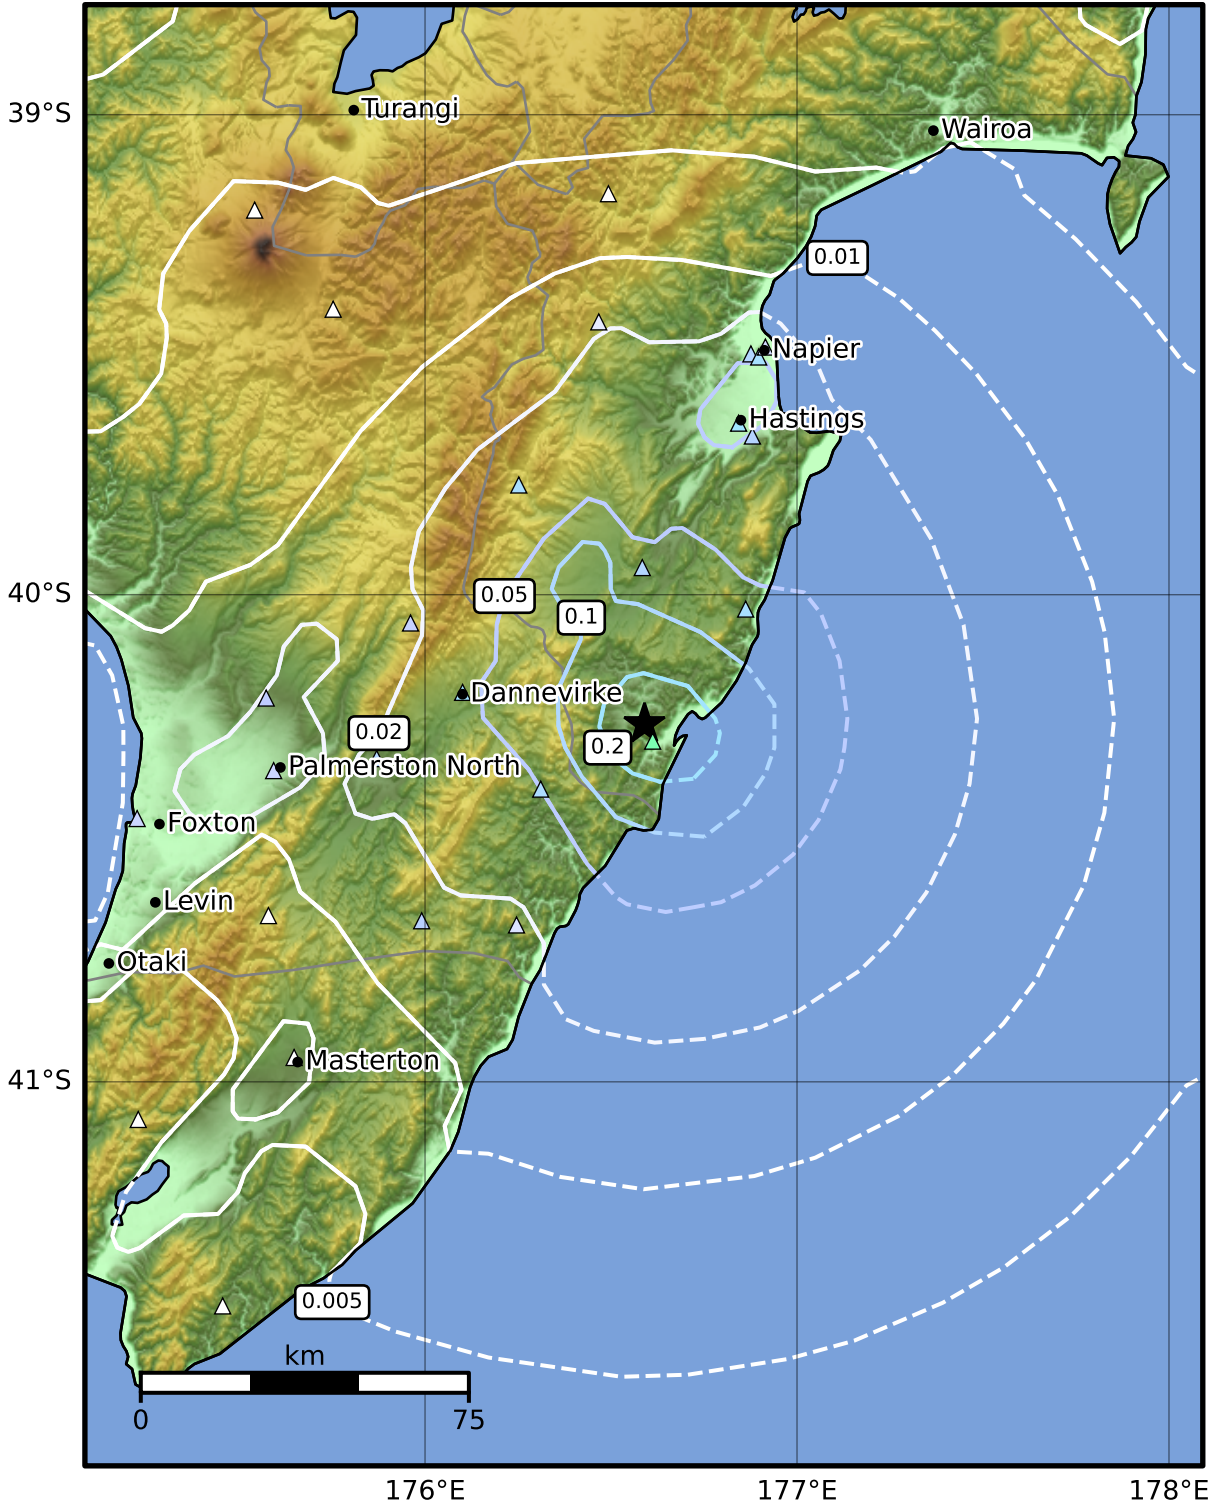 39°S
Turangi
Wairoa
0.01
Napier
Hastings
40°S
0.05
0.1
Dannevirke
0.02
0.2
Palmerston North
Foxton
Levin
Otaki
Masterton
41°S
0.005
km
0
75
176°E
177°E
178°E